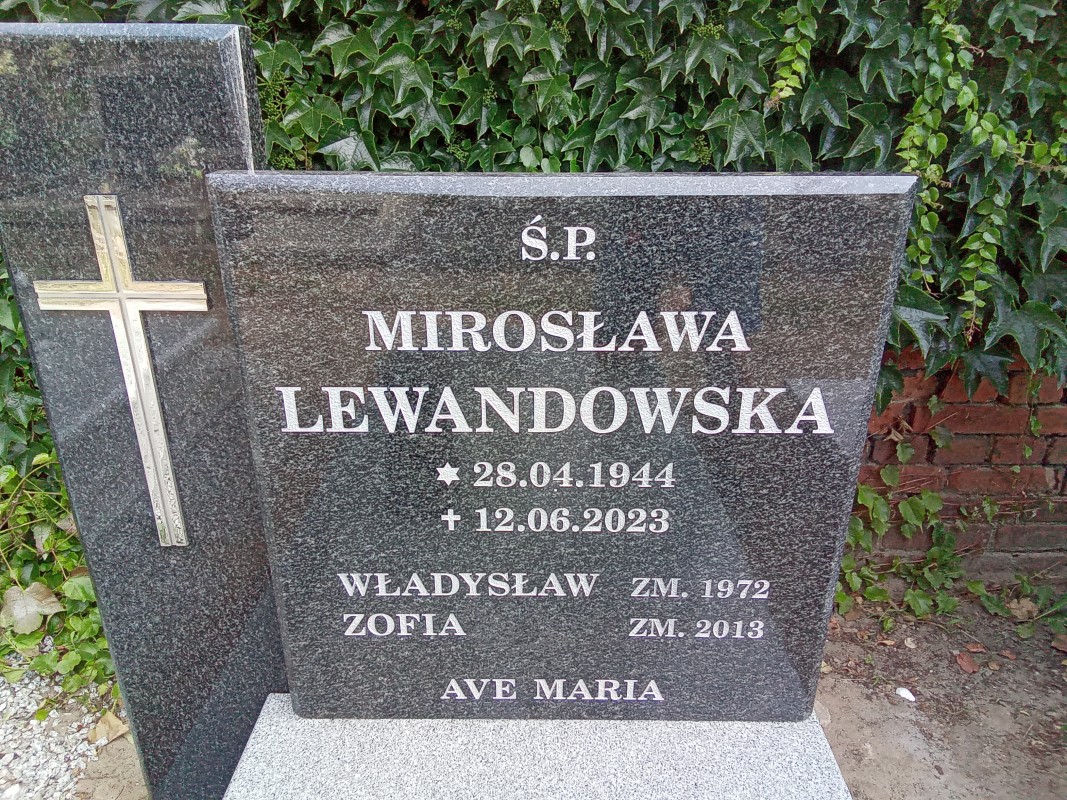 Ś.P.
MIROSŁAWA
LEWANDOWSKA
✶ 28.04.1944
✝ 12.06.2023
WŁADYSŁAW ZM. 1972
ZOFIA ZM. 2013
AVE MARIA